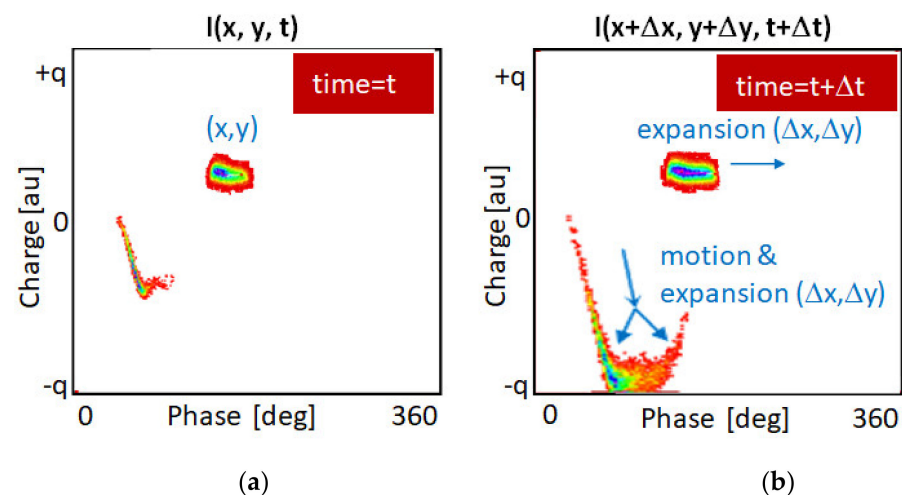 I(x, y, t)
+q
time=t
(x,y)
Charge [au]
0
-q
0
Phase [deg]
360
(a)
I(x+Δx, y+Δy, t+Δt)
+q
time=t+Δt
expansion (Δx,Δy)
Charge [au]
0
motion &
expansion (Δx,Δy)
-q
0
Phase [deg]
360
(b)